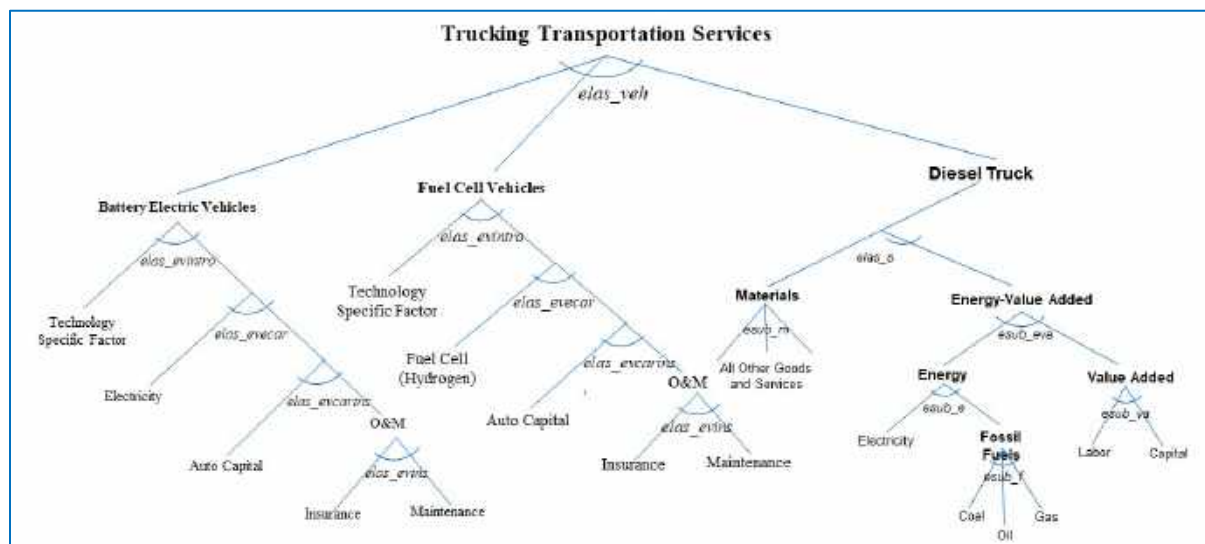 Trucking Transportation Services
elas_veh
Battery Electric Vehicles
elas_evintro
Technology
Specific Factor
elas_evecar
Electricity
elas_evcarins
Auto Capital
O&M
elas_evins
Insurance
Maintenance
Fuel Cell Vehicles
elas_evintro
Technology
Specific Factor
elas_evecar
Fuel Cell
(Hydrogen)
elas_evcarins
Auto Capital
O&M
elas_evins
Insurance
Maintenance
Diesel Truck
elas_s
Materials
esub_m
All Other Goods
and Services
Energy-Value Added
esub_eva
Energy
esub_e
Electricity
Fossil
Fuels
esub_f
Coal
Oil
Gas
Value Added
esub_va
Labor
Capital